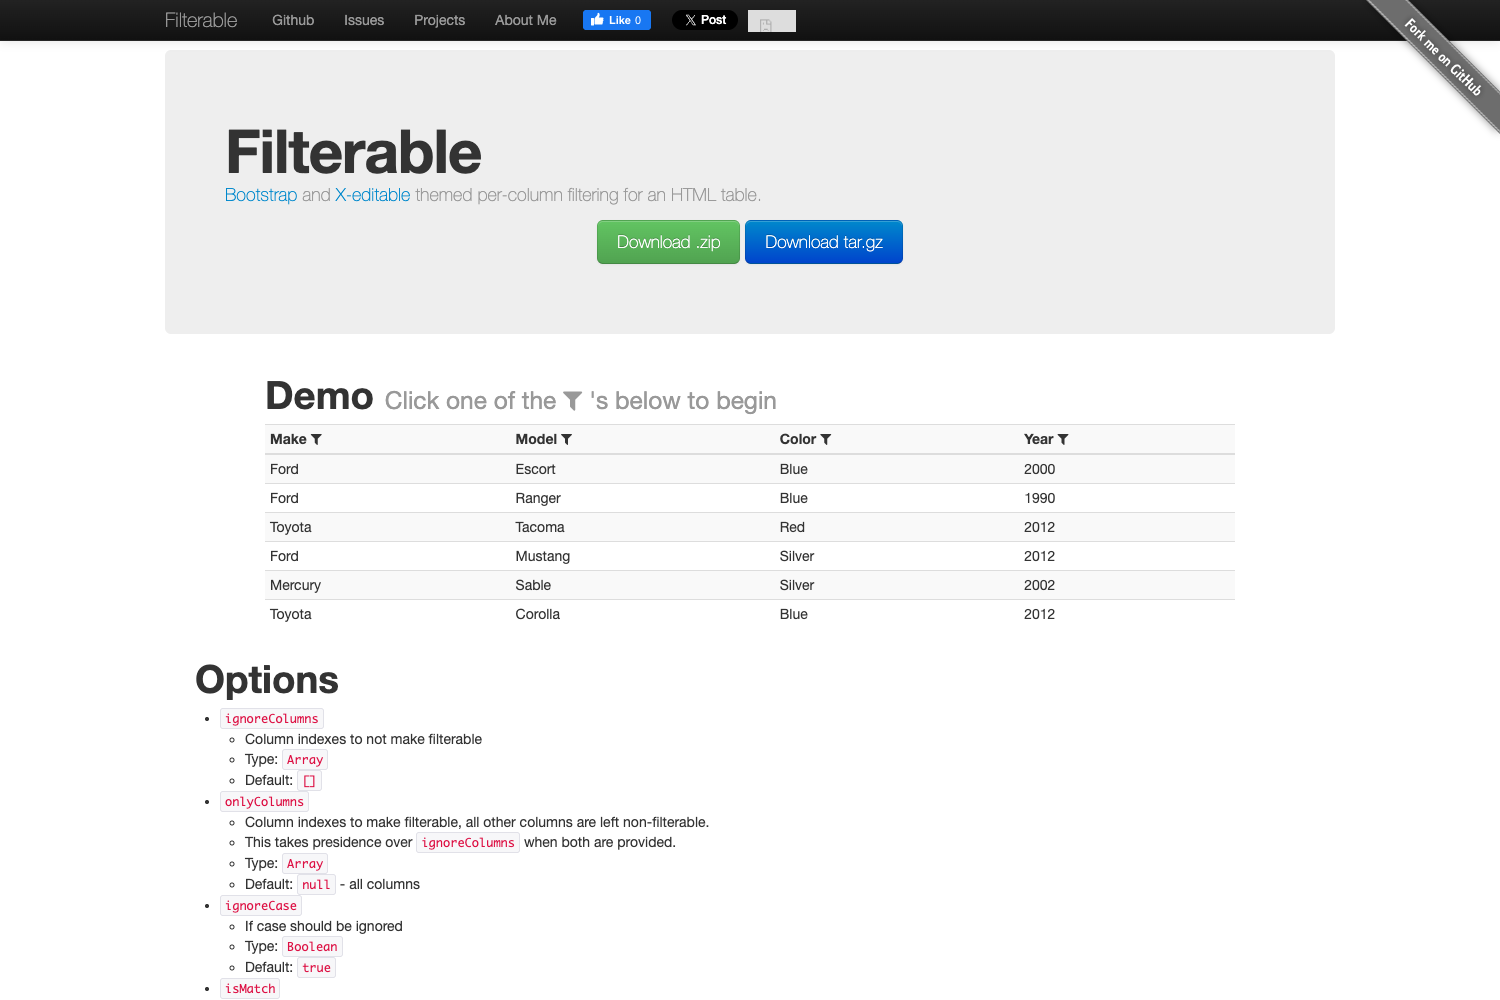 Filterable Github Issues Projects About Me Like 0 Post
Fork me on GitHub
Filterable
Bootstrap and X-editable themed per-column filtering for an HTML table.
Download .zip Download tar.gz
Demo Click one of the 's below to begin
Make Model Color Year
Ford Escort Blue 2000
Ford Ranger Blue 1990
Toyota Tacoma Red 2012
Ford Mustang Silver 2012
Mercury Sable Silver 2002
Toyota Corolla Blue 2012
Options
ignoreColumns
Column indexes to not make filterable
Type: Array
Default: []
onlyColumns
Column indexes to make filterable, all other columns are left non-filterable.
This takes presidence over ignoreColumns when both are provided.
Type: Array
Default: null - all columns
ignoreCase
If case should be ignored
Type: Boolean
Default: true
isMatch